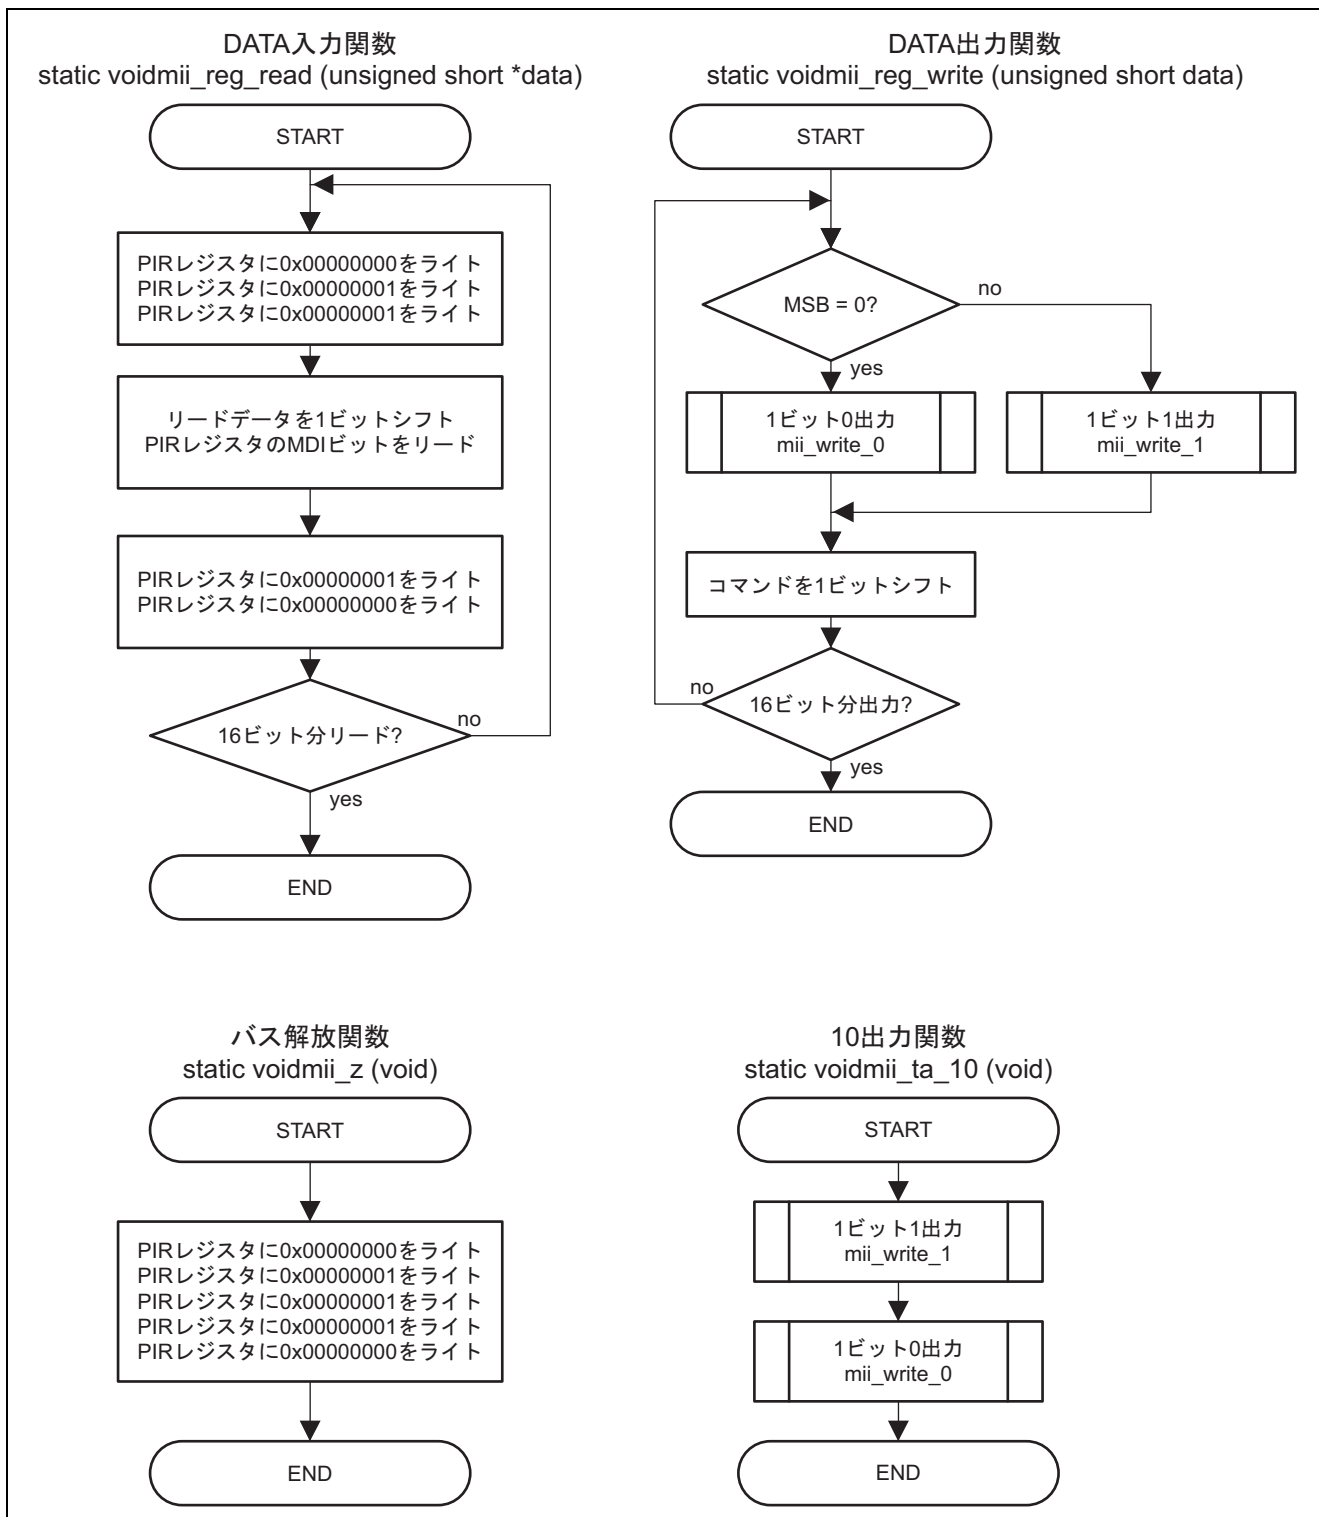 DATA入力関数
static voidmii_reg_read (unsigned short *data)
START
PIRレジスタに0x00000000をライト
PIRレジスタに0x00000001をライト
PIRレジスタに0x00000001をライト
リードデータを1ビットシフト
PIRレジスタのMDIビットをリード
PIRレジスタに0x00000001をライト
PIRレジスタに0x00000000をライト
16ビット分リード?
no
yes
END
DATA出力関数
static voidmii_reg_write (unsigned short data)
START
MSB = 0?
no
yes
1ビット0出力
mii_write_0
1ビット1出力
mii_write_1
コマンドを1ビットシフト
no
16ビット分出力?
yes
END
バス解放関数
static voidmii_z (void)
START
PIRレジスタに0x00000000をライト
PIRレジスタに0x00000001をライト
PIRレジスタに0x00000001をライト
PIRレジスタに0x00000001をライト
PIRレジスタに0x00000000をライト
END
10出力関数
static voidmii_ta_10 (void)
START
1ビット1出力
mii_write_1
1ビット0出力
mii_write_0
END